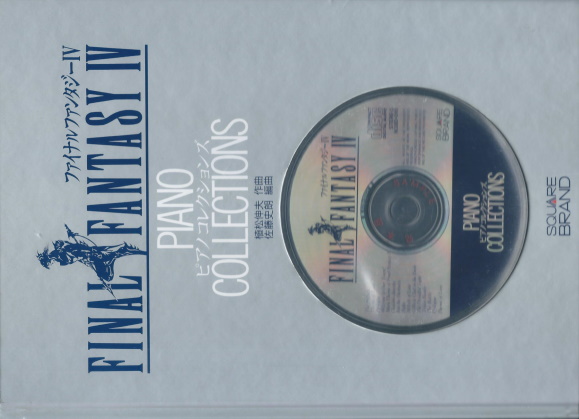 ファイナルファンタジーIV
FINAL FANTASY IV
PIANO
ピアノ コレクションズ
COLLECTIONS
植松伸夫 作曲
佐藤史朗 編曲
SQUARE
BRAND
ファイナルファンタジーIV
FINAL FANTASY IV
PIANO
ピアノ コレクションズ
COLLECTIONS
SQUARE
BRAND